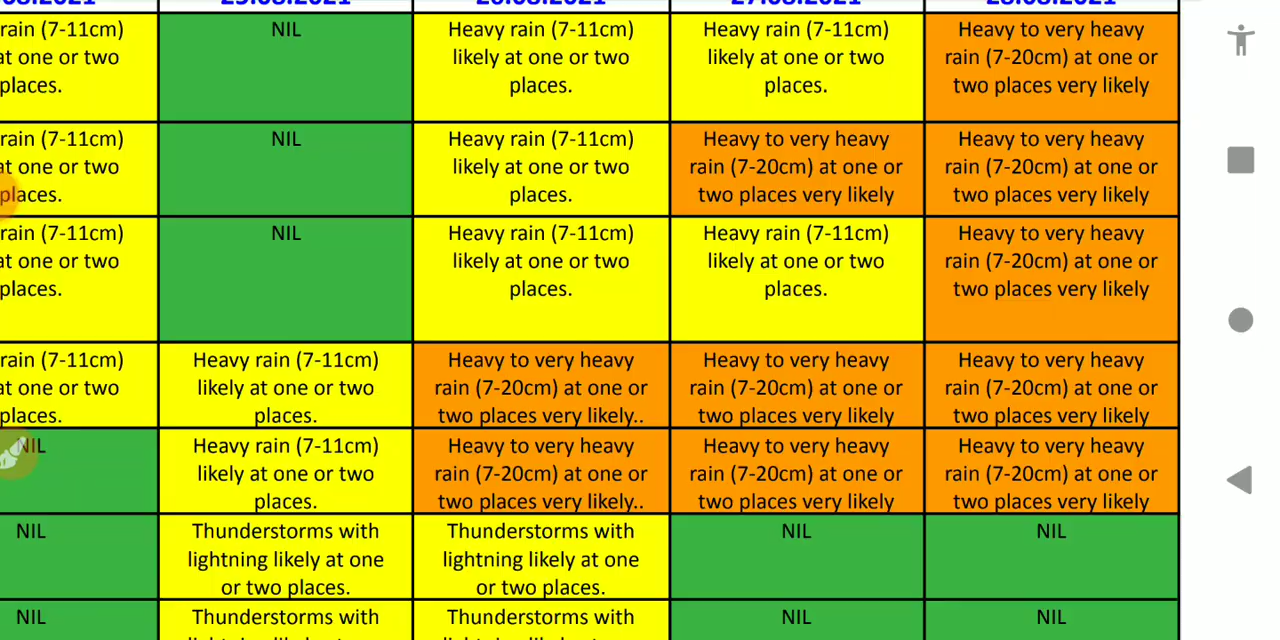 .08.2021 25.08.2021 26.08.2021 27.08.2021 28.08.2021
rain (7-11cm)
at one or two
places.
NIL
Heavy rain (7-11cm)
likely at one or two
places.
Heavy rain (7-11cm)
likely at one or two
places.
Heavy to very heavy
rain (7-20cm) at one or
two places very likely
rain (7-11cm)
at one or two
places.
NIL
Heavy rain (7-11cm)
likely at one or two
places.
Heavy to very heavy
rain (7-20cm) at one or
two places very likely
Heavy to very heavy
rain (7-20cm) at one or
two places very likely
rain (7-11cm)
at one or two
places.
NIL
Heavy rain (7-11cm)
likely at one or two
places.
Heavy rain (7-11cm)
likely at one or two
places.
Heavy to very heavy
rain (7-20cm) at one or
two places very likely
rain (7-11cm)
at one or two
places.
Heavy rain (7-11cm)
likely at one or two
places.
Heavy to very heavy
rain (7-20cm) at one or
two places very likely..
Heavy to very heavy
rain (7-20cm) at one or
two places very likely
Heavy to very heavy
rain (7-20cm) at one or
two places very likely
NIL
Heavy rain (7-11cm)
likely at one or two
places.
Heavy to very heavy
rain (7-20cm) at one or
two places very likely..
Heavy to very heavy
rain (7-20cm) at one or
two places very likely
Heavy to very heavy
rain (7-20cm) at one or
two places very likely
NIL
Thunderstorms with
lightning likely at one
or two places.
Thunderstorms with
lightning likely at one
or two places.
NIL
NIL
NIL
Thunderstorms with
Thunderstorms with
NIL
NIL